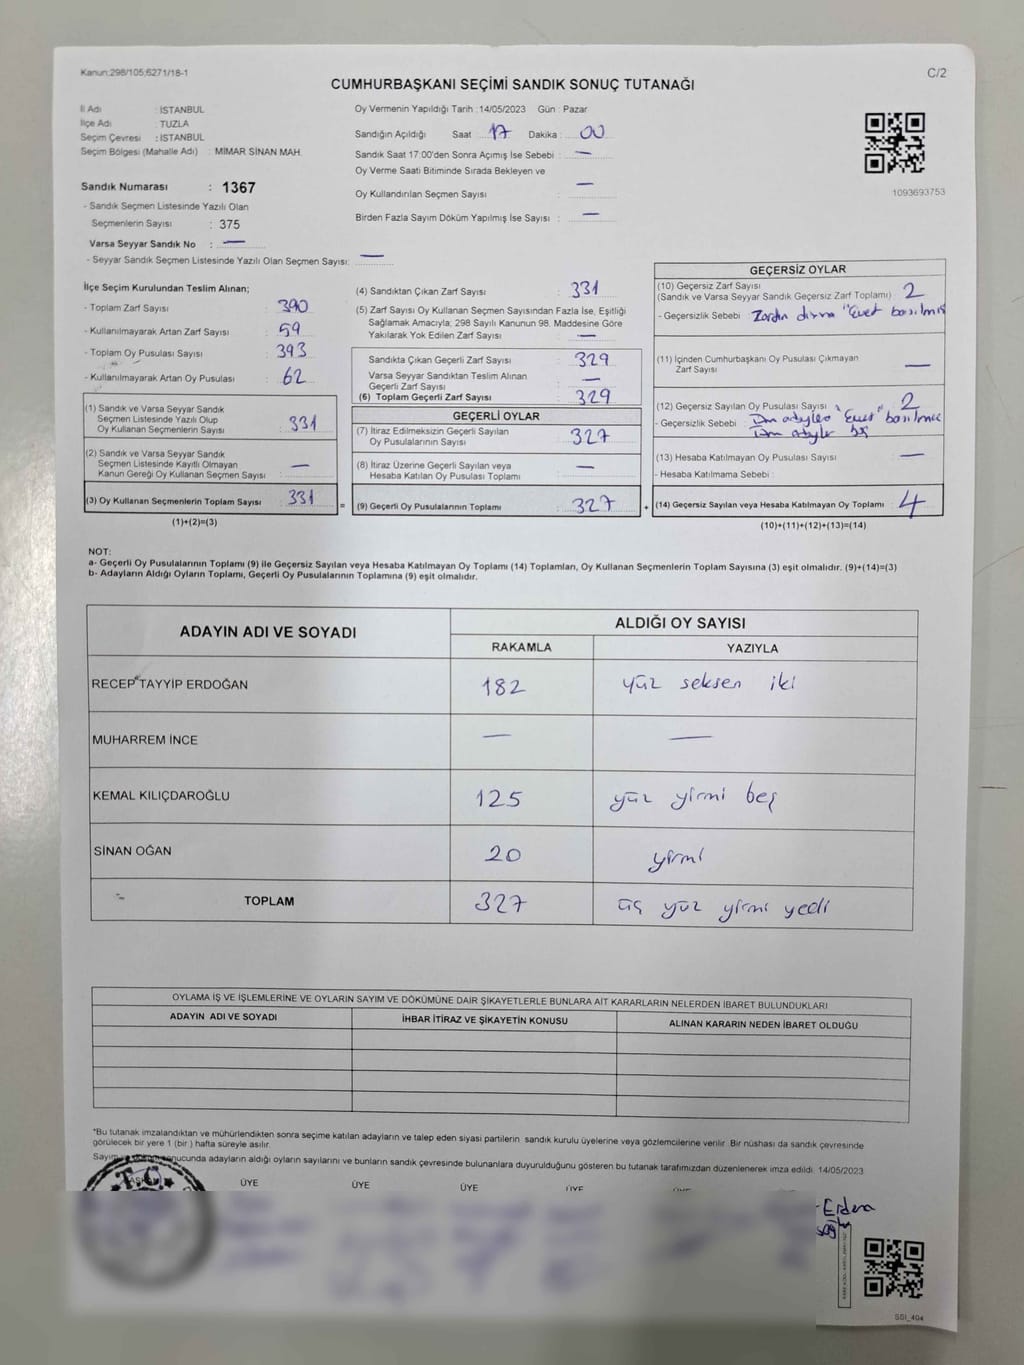 Kanun:298/105;6271/18-1
C/2
CUMHURBAŞKANI SEÇİMİ SANDIK SONUÇ TUTANAĞI
İl Adı : İSTANBUL
İlçe Adı : TUZLA
Seçim Çevresi : İSTANBUL
Seçim Bölgesi (Mahalle Adı) : MİMAR SİNAN MAH.
Sandık Numarası : 1367
- Sandık Seçmen Listesinde Yazılı Olan
Seçmenlerin Sayısı : 375
Varsa Seyyar Sandık No : —
- Seyyar Sandık Seçmen Listesinde Yazılı Olan Seçmen Sayısı: —
Oy Vermenin Yapıldığı Tarih : 14/05/2023 Gün : Pazar
Sandığın Açıldığı Saat : 17 Dakika : 00
Sandık Saat 17:00'den Sonra Açımış İse Sebebi : —
Oy Verme Saati Bitiminde Sırada Bekleyen ve
Oy Kullandırılan Seçmen Sayısı : —
Birden Fazla Sayım Döküm Yapılmış İse Sayısı : —
1093693753
İlçe Seçim Kurulundan Teslim Alınan;
- Toplam Zarf Sayısı : 390
- Kullanılmayarak Artan Zarf Sayısı : 59
- Toplam Oy Pusulası Sayısı : 393
- Kullanılmayarak Artan Oy Pusulası : 62
(1) Sandık ve Varsa Seyyar Sandık
Seçmen Listesinde Yazılı Olup
Oy Kullanan Seçmenlerin Sayısı : 331
(2) Sandık ve Varsa Seyyar Sandık
Seçmen Listesinde Kayıtlı Olmayan
Kanun Gereği Oy Kullanan Seçmen Sayısı : —
(3) Oy Kullanan Seçmenlerin Toplam Sayısı : 331
(1)+(2)=(3)
=
(4) Sandıktan Çıkan Zarf Sayısı : 331
(5) Zarf Sayısı Oy Kullanan Seçmen Sayısından Fazla İse, Eşitliği
Sağlamak Amacıyla; 298 Sayılı Kanunun 98. Maddesine Göre
Yakılarak Yok Edilen Zarf Sayısı : —
Sandıkta Çıkan Geçerli Zarf Sayısı : 329
Varsa Seyyar Sandıktan Teslim Alınan
Geçerli Zarf Sayısı : —
(6) Toplam Geçerli Zarf Sayısı : 329
GEÇERLİ OYLAR
(7) İtiraz Edilmeksizin Geçerli Sayılan
Oy Pusulalarının Sayısı : 327
(8) İtiraz Üzerine Geçerli Sayılan veya
Hesaba Katılan Oy Pusulası Toplamı : —
(9) Geçerli Oy Pusulalarının Toplamı : 327
+
GEÇERSİZ OYLAR
(10) Geçersiz Zarf Sayısı
(Sandık ve Varsa Seyyar Sandık Geçersiz Zarf Toplamı) : 2
- Geçersizlik Sebebi : Zarfın dışına "Evet" basılmış
(11) İçinden Cumhurbaşkanı Oy Pusulası Çıkmayan
Zarf Sayısı : —
(12) Geçersiz Sayılan Oy Pusulası Sayısı : 2
- Geçersizlik Sebebi : Tüm adaylara "Evet" basılınca
Tüm adaylar boş
(13) Hesaba Katılmayan Oy Pusulası Sayısı : —
- Hesaba Katılmama Sebebi :
(14) Geçersiz Sayılan veya Hesaba Katılmayan Oy Toplamı : 4
(10)+(11)+(12)+(13)=(14)
NOT:
a- Geçerli Oy Pusulalarının Toplamı (9) ile Geçersiz Sayılan veya Hesaba Katılmayan Oy Toplamı (14) Toplamları, Oy Kullanan Seçmenlerin Toplam Sayısına (3) eşit olmalıdır. (9)+(14)=(3)
b- Adayların Aldığı Oyların Toplamı, Geçerli Oy Pusulalarının Toplamına (9) eşit olmalıdır.
ADAYIN ADI VE SOYADI
ALDIĞI OY SAYISI
RAKAMLA YAZIYLA
RECEP TAYYİP ERDOĞAN 182 yüz seksen iki
MUHARREM İNCE — —
KEMAL KILIÇDAROĞLU 125 yüz yirmi beş
SİNAN OĞAN 20 yirmi
TOPLAM 327 üç yüz yirmi yedi
OYLAMA İŞ VE İŞLEMLERİNE VE OYLARIN SAYIM VE DÖKÜMÜNE DAİR ŞİKAYETLERLE BUNLARA AİT KARARLARIN NELERDEN İBARET BULUNDUKLARI
ADAYIN ADI VE SOYADI İHBAR İTİRAZ VE ŞİKAYETİN KONUSU ALINAN KARARIN NEDEN İBARET OLDUĞU
*Bu tutanak imzalandıktan ve mühürlendikten sonra seçime katılan adayların ve talep eden siyasi partilerin sandık kurulu üyelerine veya gözlemcilerine verilir. Bir nüshası da sandık çevresinde
görülecek bir yere 1 (bir ) hafta süreyle asılır.
Sayım sonucunda adayların aldığı oyların sayılarını ve bunların sandık çevresinde bulunanlara duyurulduğunu gösteren bu tutanak tarafımızdan düzenlenerek imza edildi. 14/05/2023
T.C.
BAŞKAN ÜYE ÜYE ÜYE ÜYE ÜYE
SSİ_404